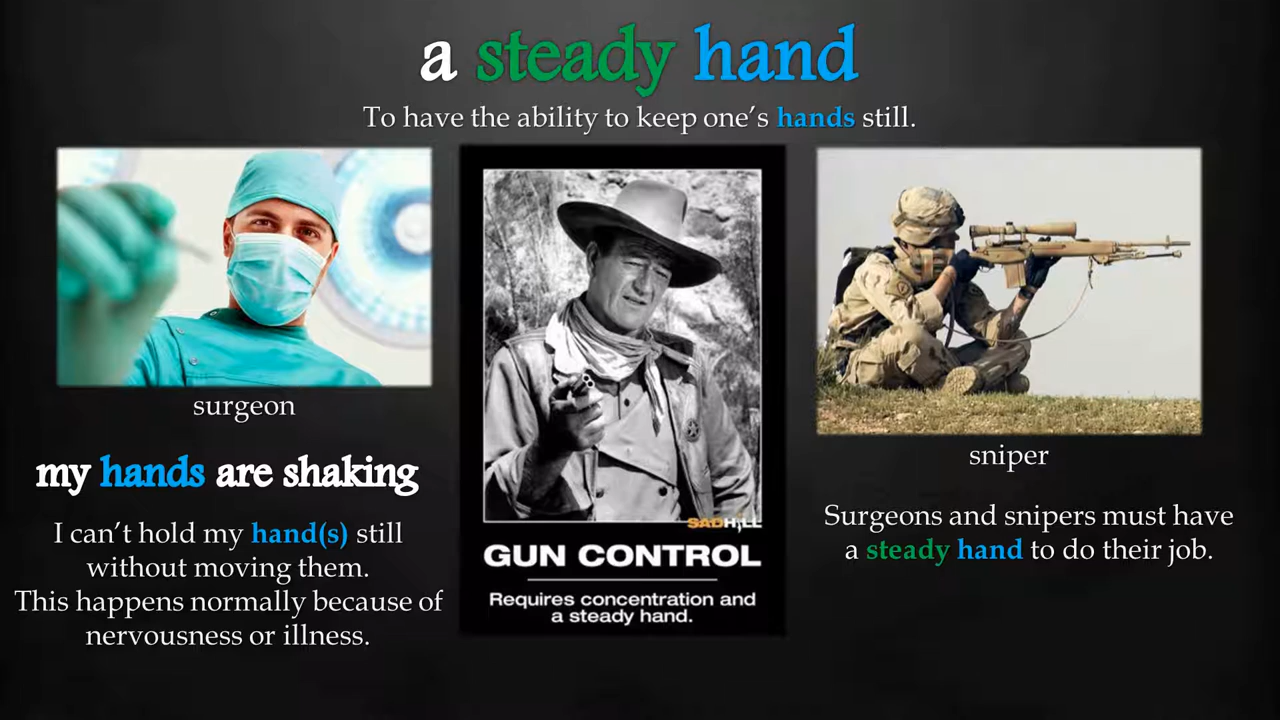 a steady hand
To have the ability to keep one’s hands still.
surgeon
my hands are shaking
I can’t hold my hand(s) still
without moving them.
This happens normally because of
nervousness or illness.
SADHiLL
GUN CONTROL
Requires concentration and
a steady hand.
sniper
Surgeons and snipers must have
a steady hand to do their job.